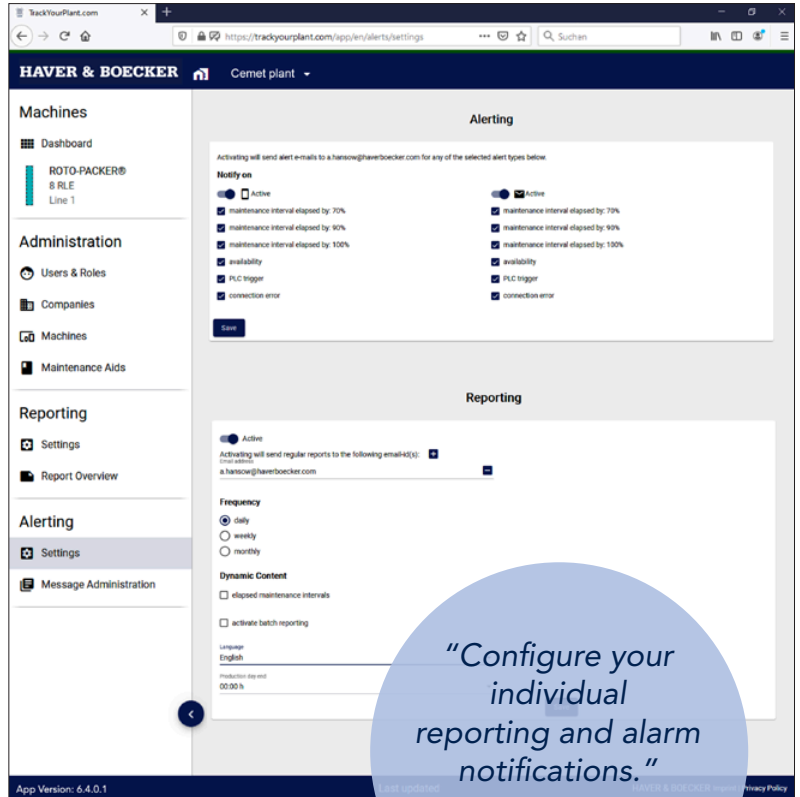 TrackYourPlant.com
https://trackyourplant.com/app/en/alerts/settings
Suchen
HAVER & BOECKER
Cemet plant
Machines
Dashboard
ROTO-PACKER®
8 RLE
Line 1
Administration
Users & Roles
Companies
Machines
Maintenance Aids
Reporting
Settings
Report Overview
Alerting
Settings
Message Administration
Alerting
Activating will send alert e-mails to a.hansow@haverboecker.com for any of the selected alert types below.
Notify on
Active
maintenance interval elapsed by: 70%
maintenance interval elapsed by: 90%
maintenance interval elapsed by: 100%
availability
PLC trigger
connection error
Active
maintenance interval elapsed by: 70%
maintenance interval elapsed by: 90%
maintenance interval elapsed by: 100%
availability
PLC trigger
connection error
Save
Reporting
Active
Activating will send regular reports to the following email-id(s):
Email address
a.hansow@haverboecker.com
Frequency
daily
weekly
monthly
Dynamic Content
elapsed maintenance intervals
activate batch reporting
Language
English
Production day end
00:00 h
"Configure your
individual
reporting and alarm
notifications."
App Version: 6.4.0.1
Last updated
HAVER & BOECKER Imprint | Privacy Policy